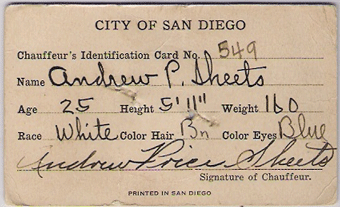 CITY OF SAN DIEGO
Chauffeur's Identification Card No. 549
Name Andrew P. Sheets
Age 25 Height 5'11" Weight 160
Race White Color Hair Bn Color Eyes Blue
Andrew Price Sheets
Signature of Chauffeur.
PRINTED IN SAN DIEGO